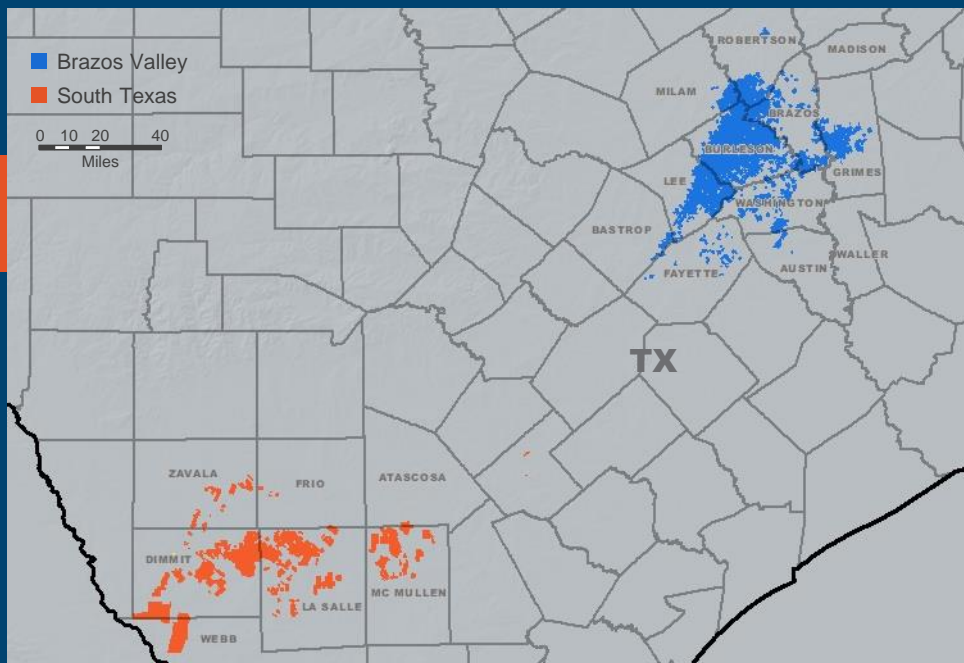 Brazos Valley
South Texas
0 10 20 40
Miles
ROBERTSON
MADISON
MILAM
BRAZOS
BURLESON
GRIMES
LEE
WASHINGTON
BASTROP
WALLER
FAYETTE
AUSTIN
TX
ZAVALA
FRIO
ATASCOSA
DIMMIT
MC MULLEN
LA SALLE
WEBB